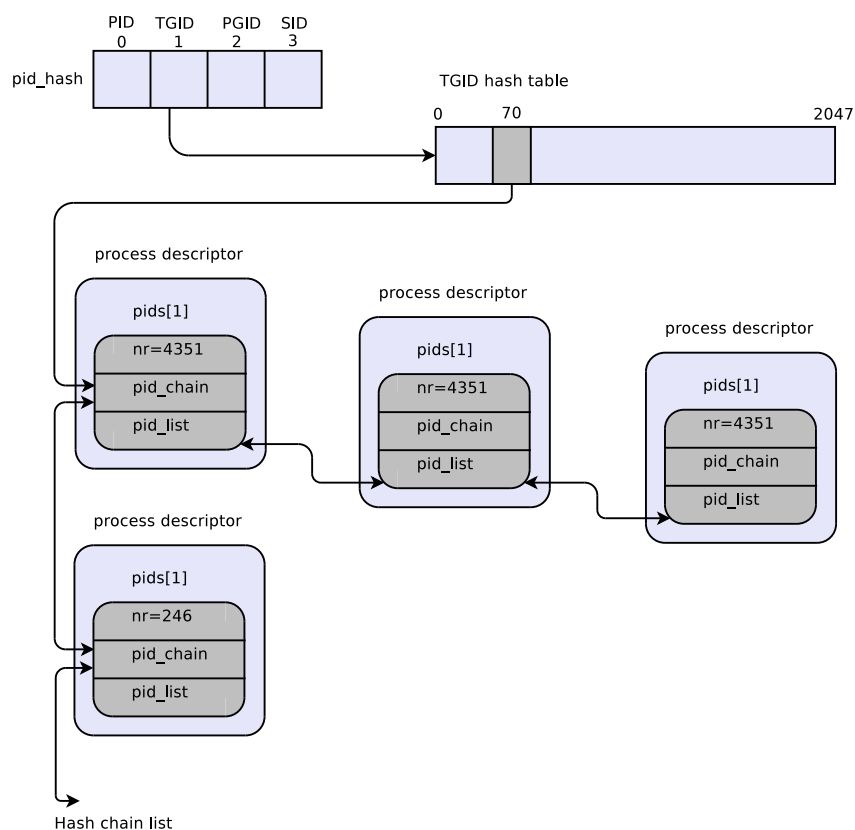 PID TGID PGID SID
0 1 2 3
pid_hash
TGID hash table
0 70 2047
process descriptor
pids[1]
nr=4351
pid_chain
pid_list
process descriptor
pids[1]
nr=4351
pid_chain
pid_list
process descriptor
pids[1]
nr=4351
pid_chain
pid_list
process descriptor
pids[1]
nr=246
pid_chain
pid_list
Hash chain list